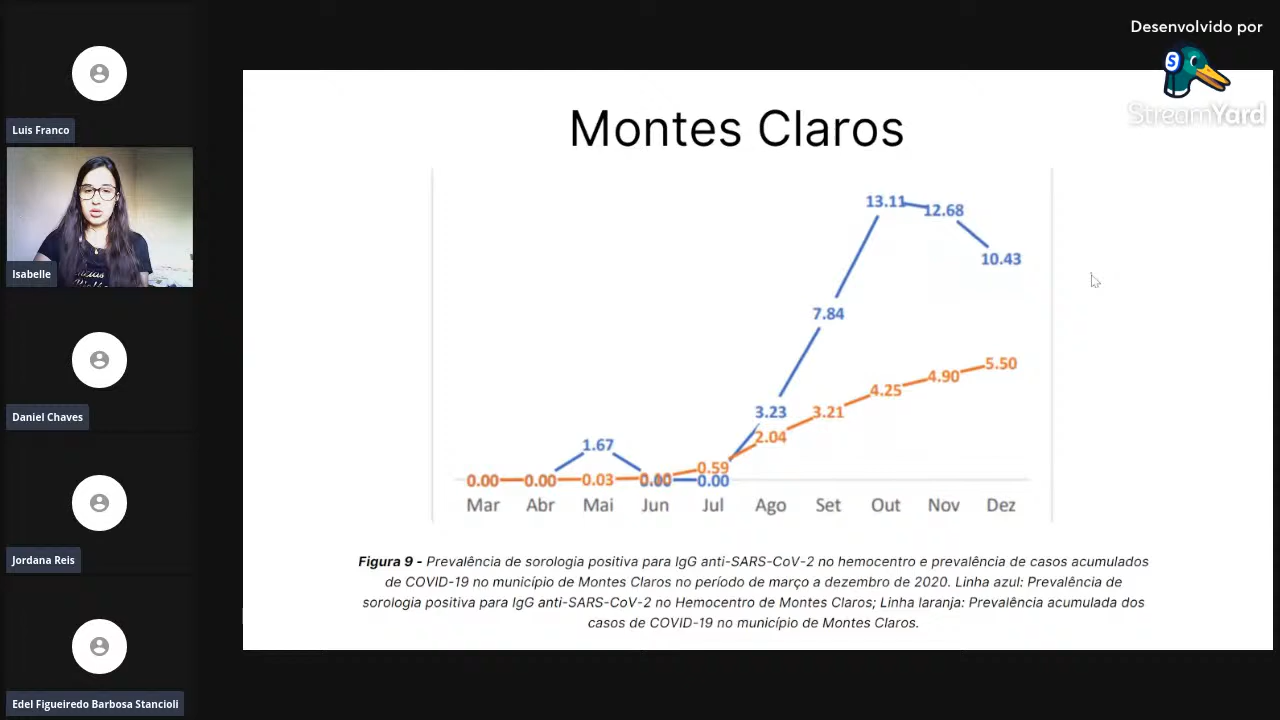 Desenvolvido por
StreamYard
Luis Franco
Isabelle
Daniel Chaves
Jordana Reis
Edel Figueiredo Barbosa Stancioli
Montes Claros
13.11
12.68
10.43
7.84
5.50
4.90
4.25
3.23
3.21
2.04
1.67
0.59
0.00 0.00 0.03 0.10
0.00 0.00
Mar Abr Mai Jun Jul Ago Set Out Nov Dez
Figura 9 - Prevalência de sorologia positiva para IgG anti-SARS-CoV-2 no hemocentro e prevalência de casos acumulados
de COVID-19 no município de Montes Claros no período de março a dezembro de 2020. Linha azul: Prevalência de
sorologia positiva para IgG anti-SARS-CoV-2 no Hemocentro de Montes Claros; Linha laranja: Prevalência acumulada dos
casos de COVID-19 no município de Montes Claros.